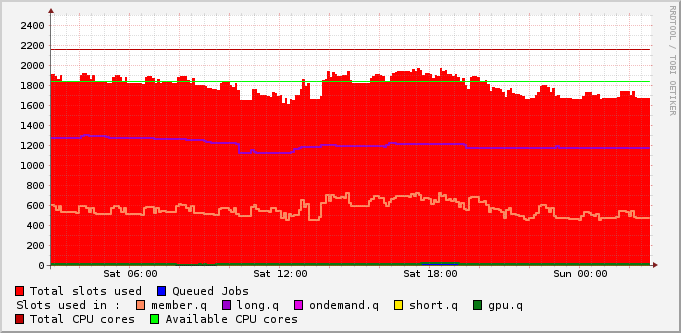 RRDTOOL / TOBI OETIKER
2400
2200
2000
1800
1600
1400
1200
1000
800
600
400
200
0
Sat 06:00 Sat 12:00 Sat 18:00 Sun 00:00
Total slots used Queued Jobs
Slots used in : member.q long.q ondemand.q short.q gpu.q
Total CPU cores Available CPU cores